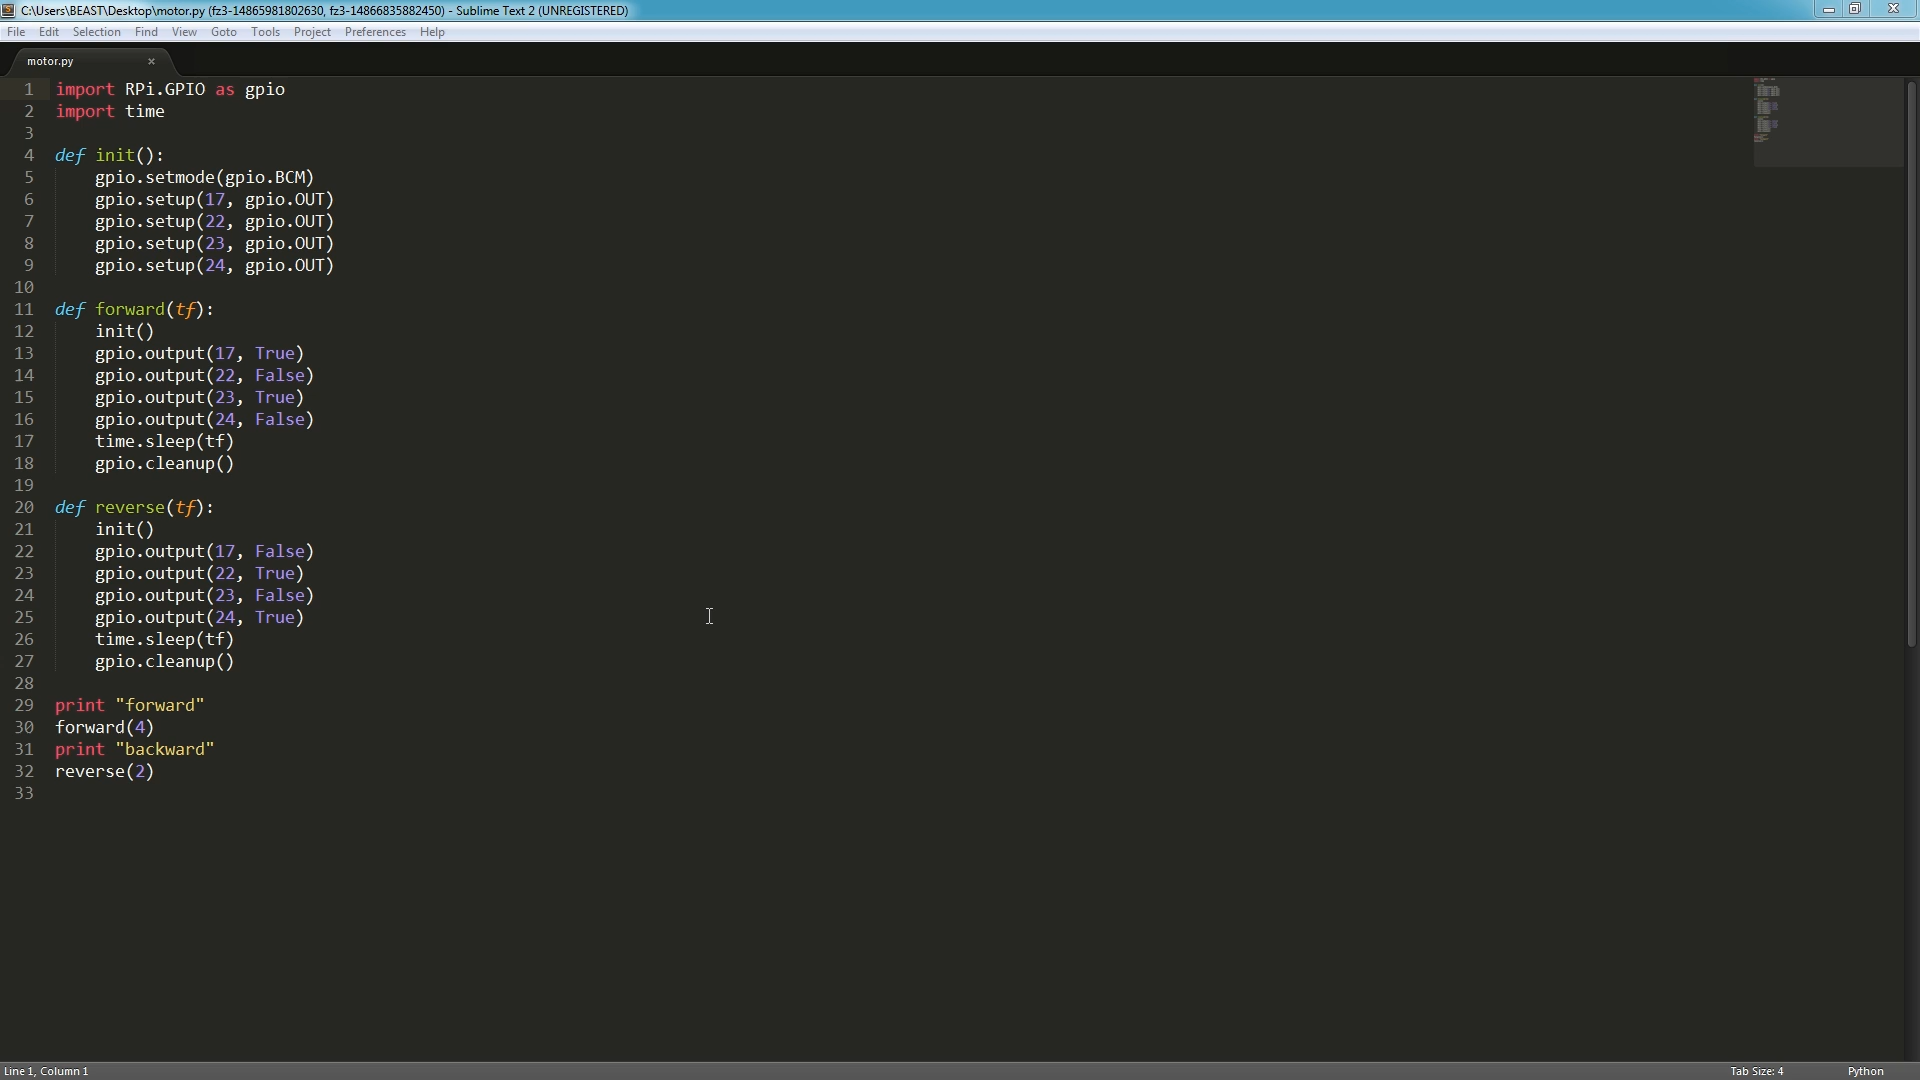 C:\Users\BEAST\Desktop\motor.py (fz3-14865981802630, fz3-14866835882450) - Sublime Text 2 (UNREGISTERED)
File Edit Selection Find View Goto Tools Project Preferences Help
motor.py ×
1 import RPi.GPIO as gpio
2 import time
3
4 def init():
5     gpio.setmode(gpio.BCM)
6     gpio.setup(17, gpio.OUT)
7     gpio.setup(22, gpio.OUT)
8     gpio.setup(23, gpio.OUT)
9     gpio.setup(24, gpio.OUT)
10
11 def forward(tf):
12     init()
13     gpio.output(17, True)
14     gpio.output(22, False)
15     gpio.output(23, True)
16     gpio.output(24, False)
17     time.sleep(tf)
18     gpio.cleanup()
19
20 def reverse(tf):
21     init()
22     gpio.output(17, False)
23     gpio.output(22, True)
24     gpio.output(23, False)
25     gpio.output(24, True)
26     time.sleep(tf)
27     gpio.cleanup()
28
29 print "forward"
30 forward(4)
31 print "backward"
32 reverse(2)
33
Line 1, Column 1 Tab Size: 4 Python